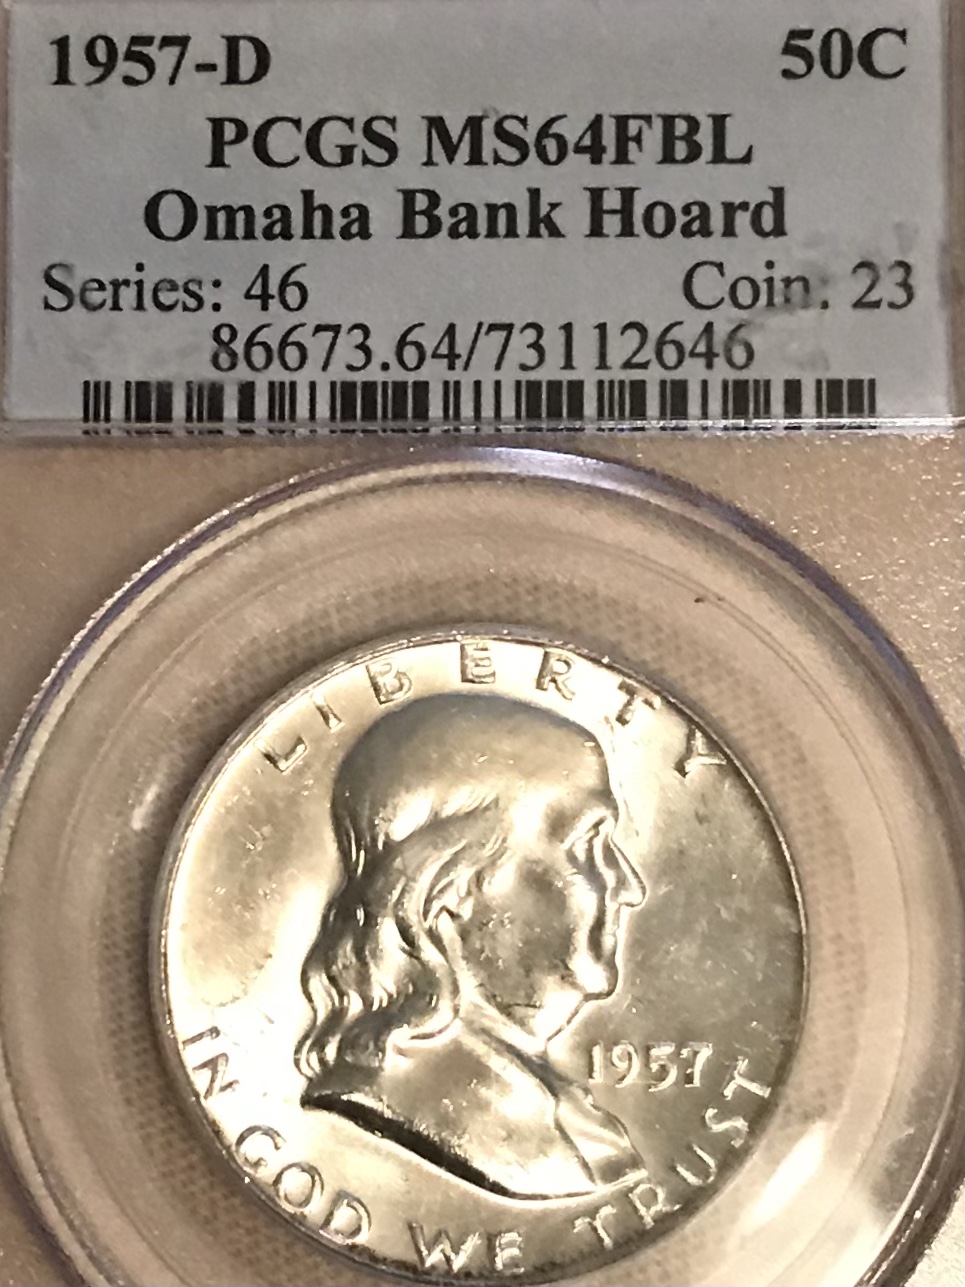 1957-D 50C
PCGS MS64FBL
Omaha Bank Hoard
Series: 46 Coin: 23
86673.64/73112646
LIBERTY
1957
IN GOD WE TRUST